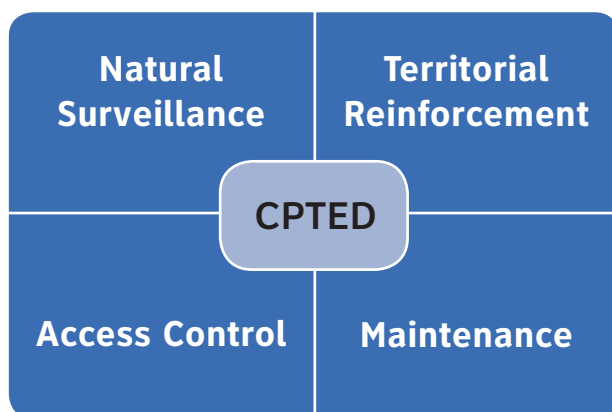 Natural
Surveillance
Territorial
Reinforcement
CPTED
Access Control
Maintenance